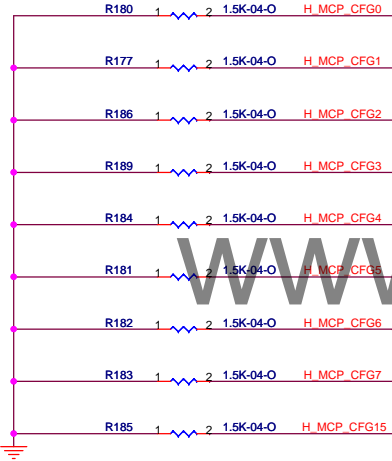 R180 1 2 1.5K-04-O H_MCP_CFG0
R177 1 2 1.5K-04-O H_MCP_CFG1
R186 1 2 1.5K-04-O H_MCP_CFG2
R189 1 2 1.5K-04-O H_MCP_CFG3
R184 1 2 1.5K-04-O H_MCP_CFG4
WW
R181 1 2 1.5K-04-O H_MCP_CFG5
R182 1 2 1.5K-04-O H_MCP_CFG6
R183 1 2 1.5K-04-O H_MCP_CFG7
R185 1 2 1.5K-04-O H_MCP_CFG15